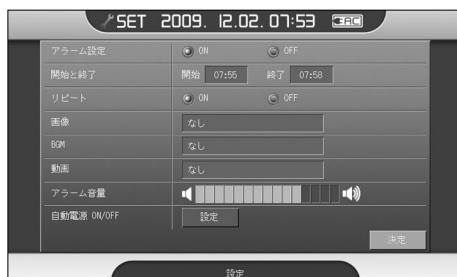 SET 2009. 12.02. 07:53 AC
アラーム設定 ON OFF
開始と終了 開始 07:55 終了 07:58
リピート ON OFF
画像 なし
BGM なし
動画 なし
アラーム音量
自動電源 ON/OFF 設定
決定
設定